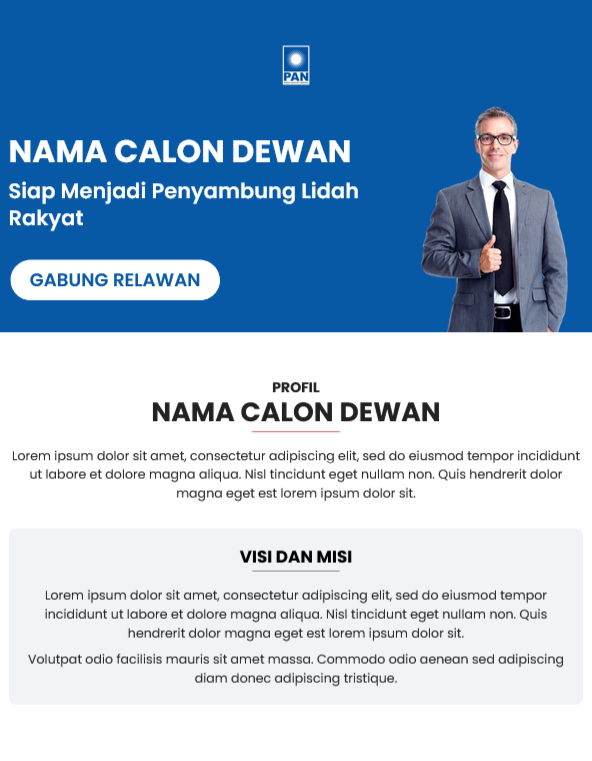 PAN
NAMA CALON DEWAN
Siap Menjadi Penyambung Lidah
Rakyat
GABUNG RELAWAN
PROFIL
NAMA CALON DEWAN
Lorem ipsum dolor sit amet, consectetur adipiscing elit, sed do eiusmod tempor incididunt
ut labore et dolore magna aliqua. Nisl tincidunt eget nullam non. Quis hendrerit dolor
magna eget est lorem ipsum dolor sit.
VISI DAN MISI
Lorem ipsum dolor sit amet, consectetur adipiscing elit, sed do eiusmod tempor
incididunt ut labore et dolore magna aliqua. Nisl tincidunt eget nullam non. Quis
hendrerit dolor magna eget est lorem ipsum dolor sit.
Volutpat odio facilisis mauris sit amet massa. Commodo odio aenean sed adipiscing
diam donec adipiscing tristique.